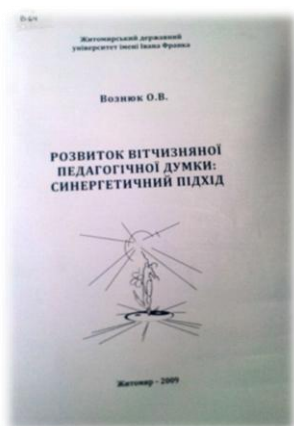 Житомирський державний
університет імені Івана Франка
Вознюк О.В.
РОЗВИТОК ВІТЧИЗНЯНОЇ
ПЕДАГОГІЧНОЇ ДУМКИ:
СИНЕРГЕТИЧНИЙ ПІДХІД
Житомир – 2009